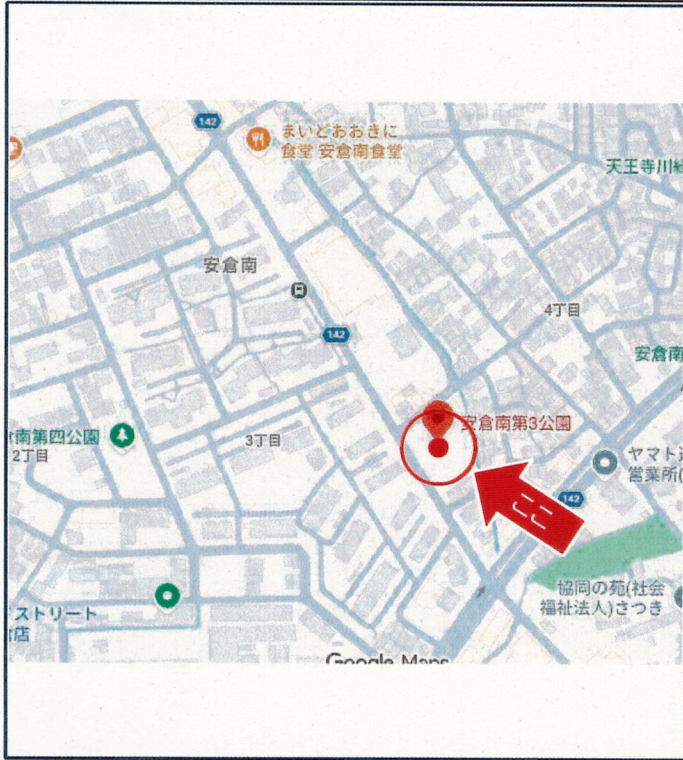 142
まいどおおきに
食堂 安倉南食堂
天王寺川
安倉南
142
4丁目
安倉南
安倉南第3公園
南第四公園
2丁目
3丁目
ヤマト
営業所(
ココ
142
ストリート
店
協同の苑(社会
福祉法人)さつき
Google Maps